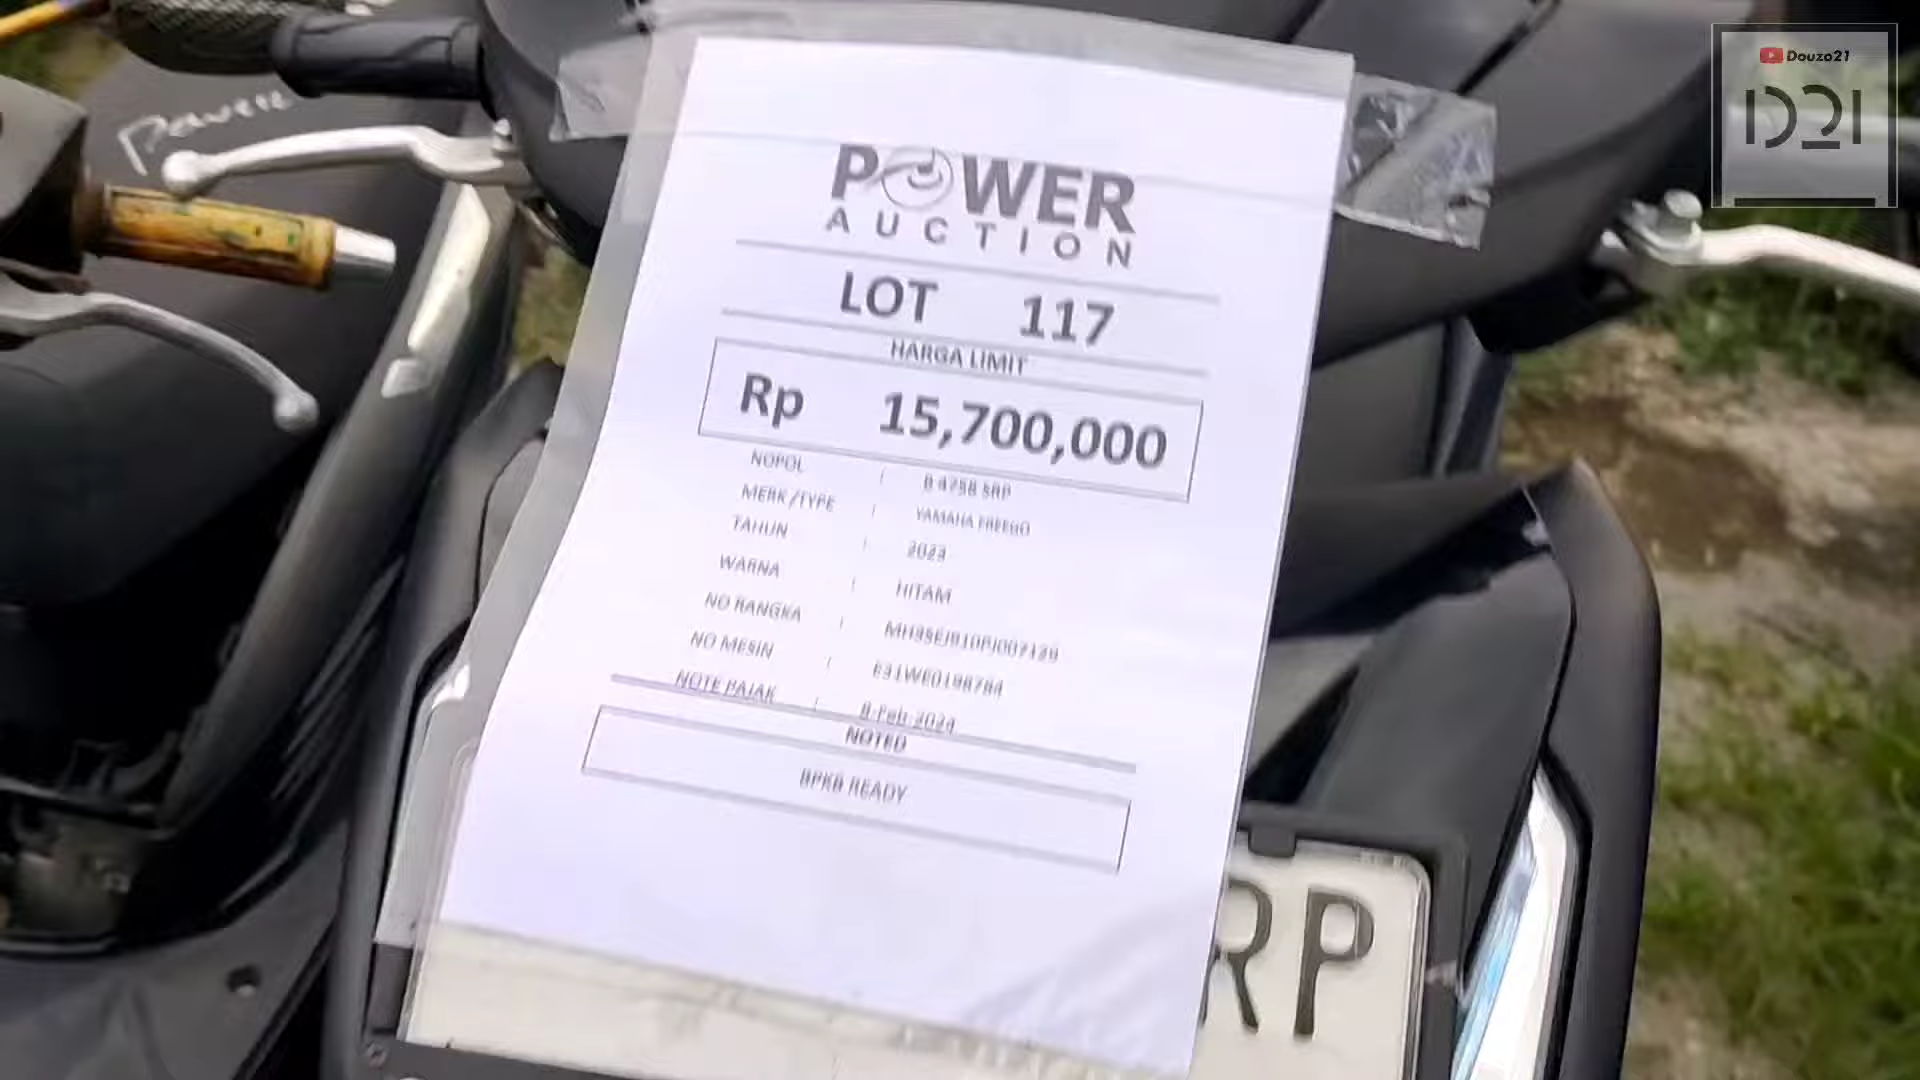 Douzo21
D21
POWER
AUCTION
LOT 117
HARGA LIMIT
Rp 15,700,000
NOPOL : B 4758 SRP
MERK /TYPE : YAMAHA FREEGO
TAHUN : 2023
WARNA : HITAM
NO RANGKA :
NO MESIN : E31WE0198784
NOTE PAJAK : 8-Feb-2024
NOTED
BPKB READY
RP